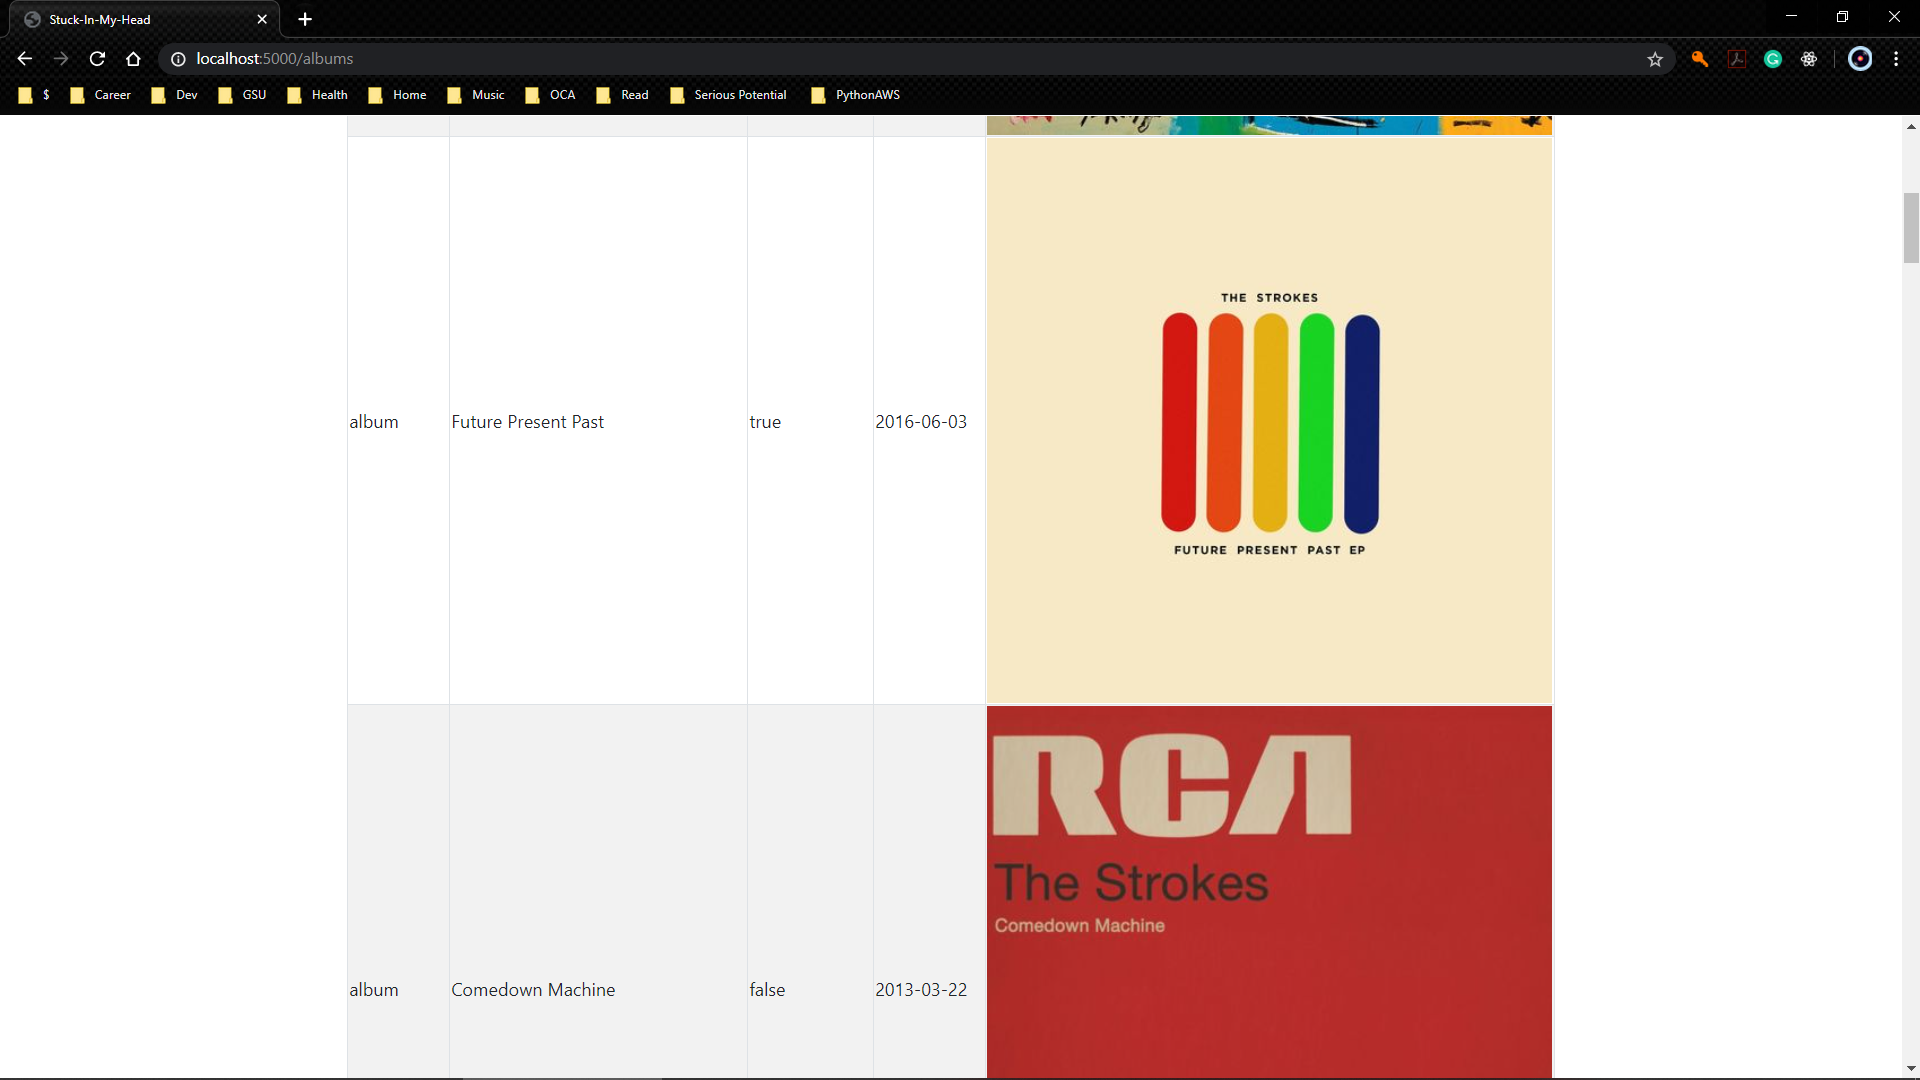 Stuck-In-My-Head
localhost:5000/albums
$ Career Dev GSU Health Home Music OCA Read Serious Potential PythonAWS
THE STROKES
album Future Present Past true 2016-06-03
FUTURE PRESENT PAST EP
RCA
The Strokes
Comedown Machine
album Comedown Machine false 2013-03-22